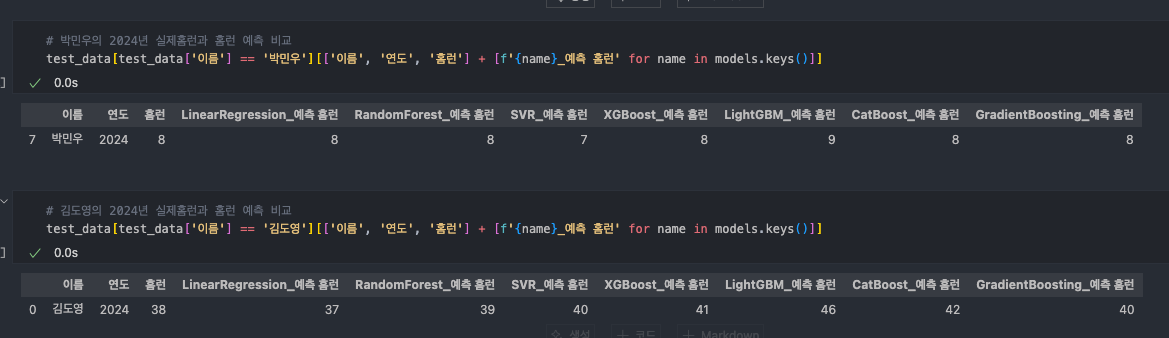 # 박민우의 2024년 실제홈런과 홈런 예측 비교
test_data[test_data['이름'] == '박민우'][['이름', '연도', '홈런'] + [f'{name}_예측 홈런' for name in models.keys()]]
] ✓ 0.0s
이름 연도 홈런 LinearRegression_예측 홈런 RandomForest_예측 홈런 SVR_예측 홈런 XGBoost_예측 홈런 LightGBM_예측 홈런 CatBoost_예측 홈런 GradientBoosting_예측 홈런
7 박민우 2024 8 8 8 7 8 9 8 8
# 김도영의 2024년 실제홈런과 홈런 예측 비교
test_data[test_data['이름'] == '김도영'][['이름', '연도', '홈런'] + [f'{name}_예측 홈런' for name in models.keys()]]
] ✓ 0.0s
이름 연도 홈런 LinearRegression_예측 홈런 RandomForest_예측 홈런 SVR_예측 홈런 XGBoost_예측 홈런 LightGBM_예측 홈런 CatBoost_예측 홈런 GradientBoosting_예측 홈런
0 김도영 2024 38 37 39 40 41 46 42 40
생성 + 코드 + Markdown